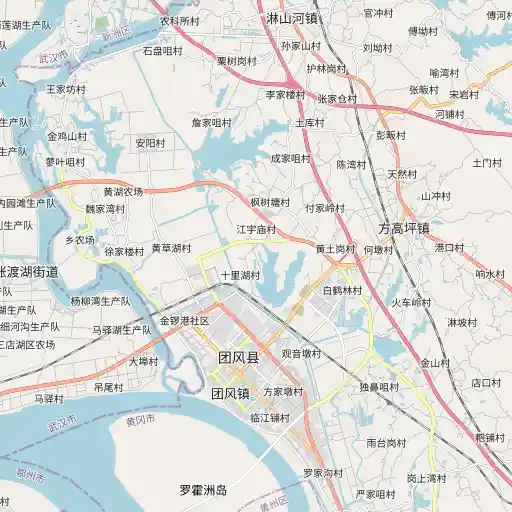 农科所村
淋山河镇
官冲村
傅河村
莲湖生产队
新洲区
武汉市
石盘咀村
孙家山村
刘坳村
傅坳村
栗树岗村
护林岗村
喻湾村
王家坊村
李家楼村
张家仓村
张畈村
宋岩村
河铺村
生产队
詹家咀村
土库村
彭畈村
金鸡山村
安阳村
生产队
萝叶咀村
成家咀村
陈湾村
土门村
天然村
黄湖农场
山冲村
内园滩生产队
枫树塘村
魏家湾村
付家岭村
生产队
江宇庙村
方高坪镇
乡农场
徐家楼村
黄草湖村
黄土岗村
何墩村
港口村
张渡湖街道
十里湖村
响水村
白鹤林村
杨柳湾生产队
火车岭村
细河沟生产队
马驿湖生产队
金锣港社区
淋坡村
三店湖区农场
团风县
观音墩村
大埠村
金山村
吊尾村
团风镇
方家墩村
独鼻咀村
店口村
马驿村
武汉市
黄冈市
临江铺村
耙铺村
雨台岗村
鄂州市
罗霍洲岛
罗家沟村
岗上湾村
黄州区
严家咀村